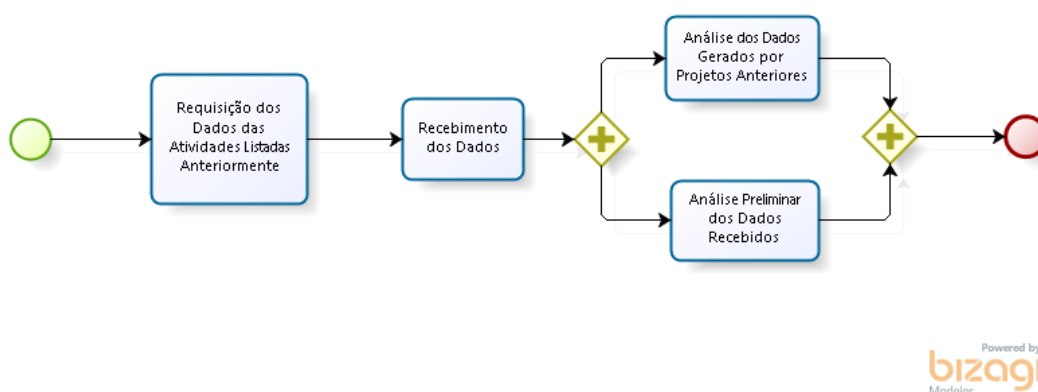 Requisição dos
Dados das
Atividades Listadas
Anteriormente
Recebimento
dos Dados
Análise dos Dados
Gerados por
Projetos Anteriores
Análise Preliminar
dos Dados
Recebidos
Powered by
bizagi
Modeler